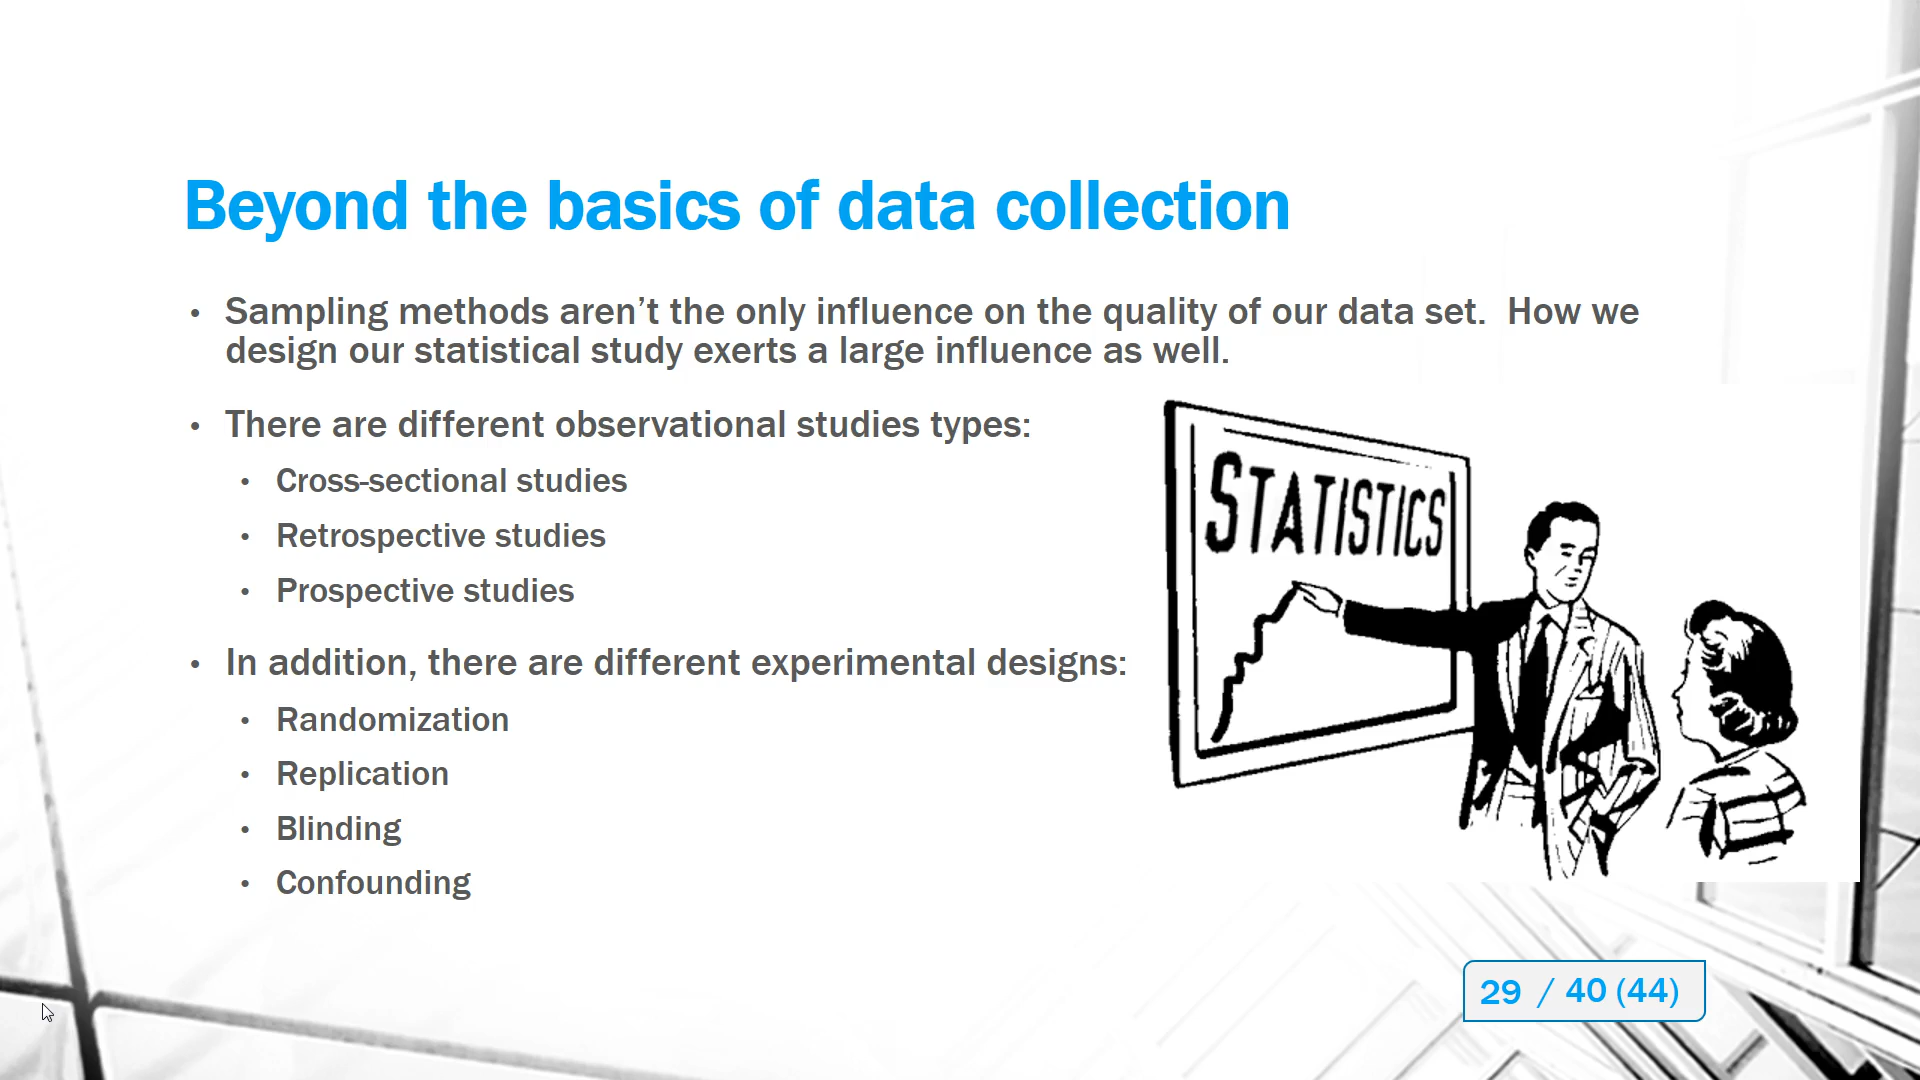 Beyond the basics of data collection
• Sampling methods aren’t the only influence on the quality of our data set.  How we
design our statistical study exerts a large influence as well.
• There are different observational studies types:
• Cross-sectional studies
• Retrospective studies
• Prospective studies
• In addition, there are different experimental designs:
• Randomization
• Replication
• Blinding
• Confounding
STATISTICS
29 / 40 (44)